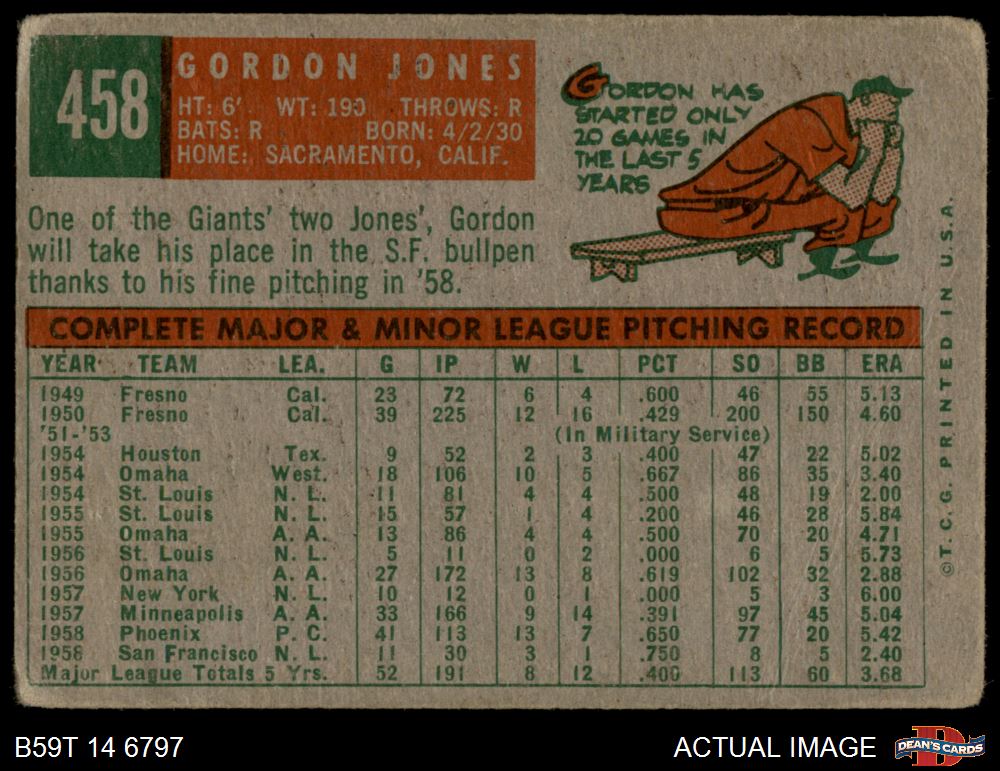 458
GORDON JONES
HT: 6' WT: 190 THROWS: R
BATS: R BORN: 4/2/30
HOME: SACRAMENTO, CALIF.
GORDON HAS
STARTED ONLY
20 GAMES IN
THE LAST 5
YEARS
One of the Giants' two Jones', Gordon
will take his place in the S.F. bullpen
thanks to his fine pitching in '58.
COMPLETE MAJOR & MINOR LEAGUE PITCHING RECORD
YEAR TEAM LEA. G IP W L PCT SO BB ERA
1949 Fresno Cal. 23 72 6 4 .600 46 55 5.13
1950 Fresno Cal. 39 225 12 16 .429 200 150 4.60
'51-'53 (In Military Service)
1954 Houston Tex. 9 52 2 3 .400 47 22 5.02
1954 Omaha West. 18 106 10 5 .667 86 35 3.40
1954 St. Louis N. L. 11 81 4 4 .500 48 19 2.00
1955 St. Louis N. L. 15 57 1 4 .200 46 28 5.84
1955 Omaha A. A. 13 86 4 4 .500 70 20 4.71
1956 St. Louis N. L. 5 11 0 2 .000 6 5 5.73
1956 Omaha A. A. 27 172 13 8 .619 102 32 2.88
1957 New York N. L. 10 12 0 1 .000 5 3 6.00
1957 Minneapolis A. A. 33 166 9 14 .391 97 45 5.04
1958 Phoenix P. C. 41 113 13 7 .650 77 20 5.42
1958 San Francisco N. L. 11 30 3 1 .750 8 5 2.40
Major League Totals 5 Yrs. 52 191 8 12 .400 113 60 3.68
© T. C. G. PRINTED IN U.S.A.
B59T 14 6797
ACTUAL IMAGE
DEAN'S CARDS